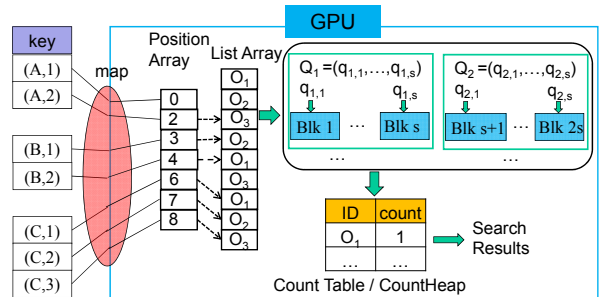 GPU
key
(A,1)
(A,2)
(B,1)
(B,2)
(C,1)
(C,2)
(C,3)
map
Position
Array
0
2
3
4
6
7
8
List Array
O1
O2
O3
O2
O1
O3
O1
O2
O3
Q1 =(q1,1,…,q1,s)
q1,1 q1,s
Blk 1 … Blk s
…
Q2 =(q2,1,…,q2,s)
q2,1 q2,s
Blk s+1 … Blk 2s
…
ID count
O1 1
… …
Count Table / CountHeap
Search
Results